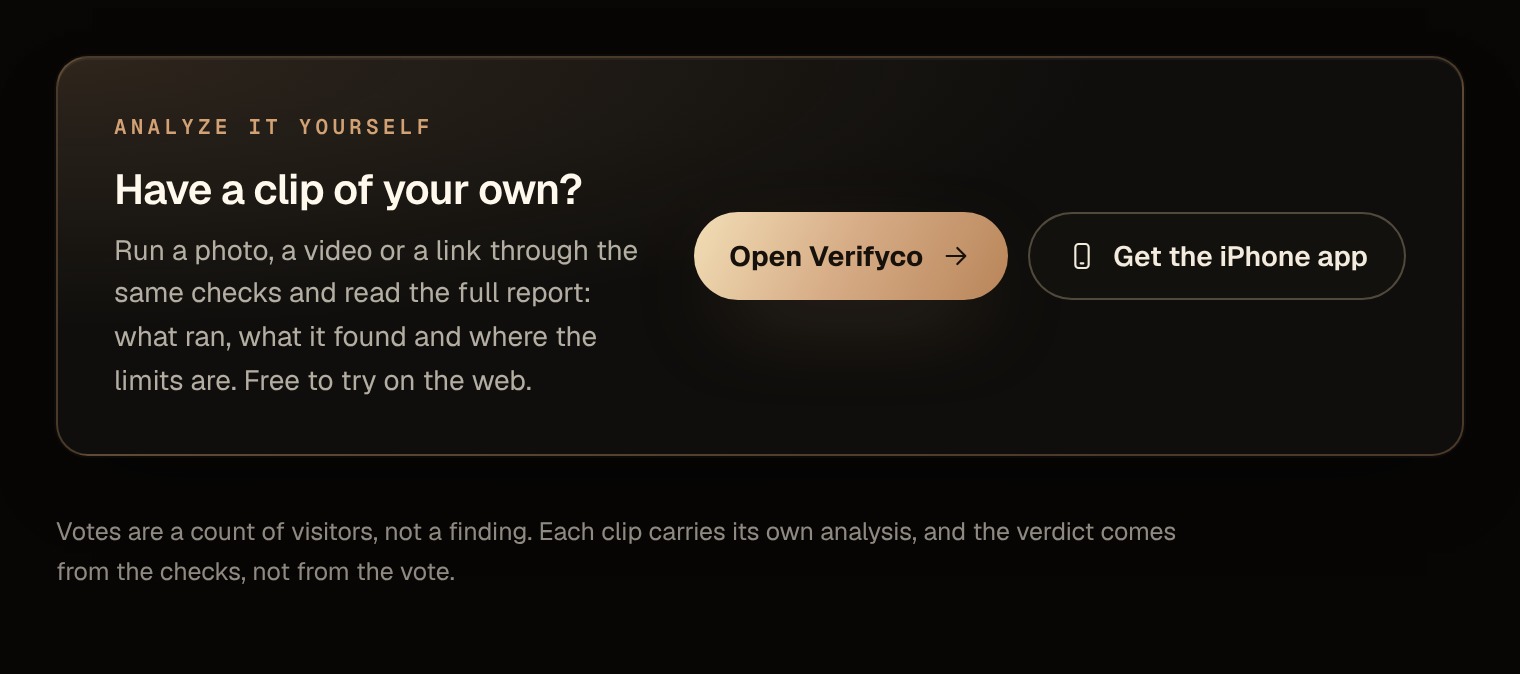 ANALYZE IT YOURSELF
Have a clip of your own?
Run a photo, a video or a link through the
same checks and read the full report:
what ran, what it found and where the
limits are. Free to try on the web.
Open Verifyco →
Get the iPhone app
Votes are a count of visitors, not a finding. Each clip carries its own analysis, and the verdict comes
from the checks, not from the vote.